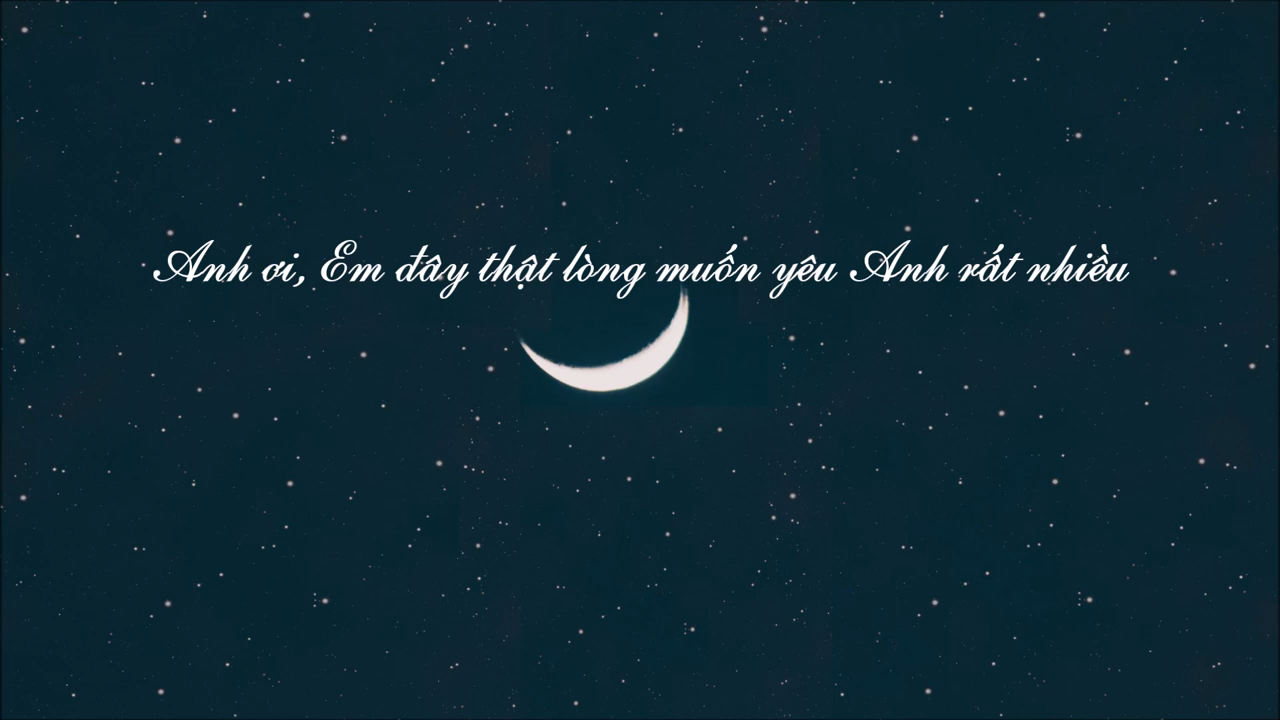 Anh ơi, Em đây thật lòng muốn yêu Anh rất nhiều